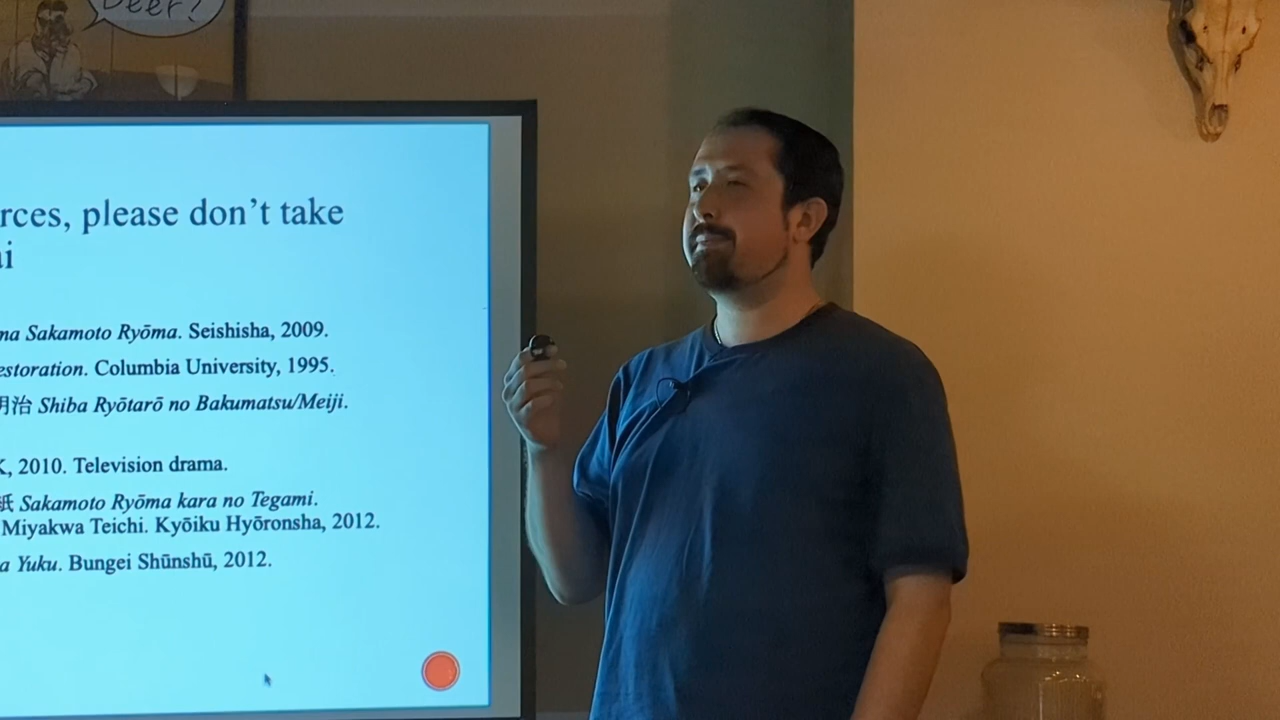 Beer?
rces, please don't take
ai
ma Sakamoto Ryōma. Seishisha, 2009.
estoration. Columbia University, 1995.
明治 Shiba Ryōtarō no Bakumatsu/Meiji.
K, 2010. Television drama.
紙 Sakamoto Ryōma kara no Tegami.
Miyakwa Teichi. Kyōiku Hyōronsha, 2012.
a Yuku. Bungei Shūnshū, 2012.